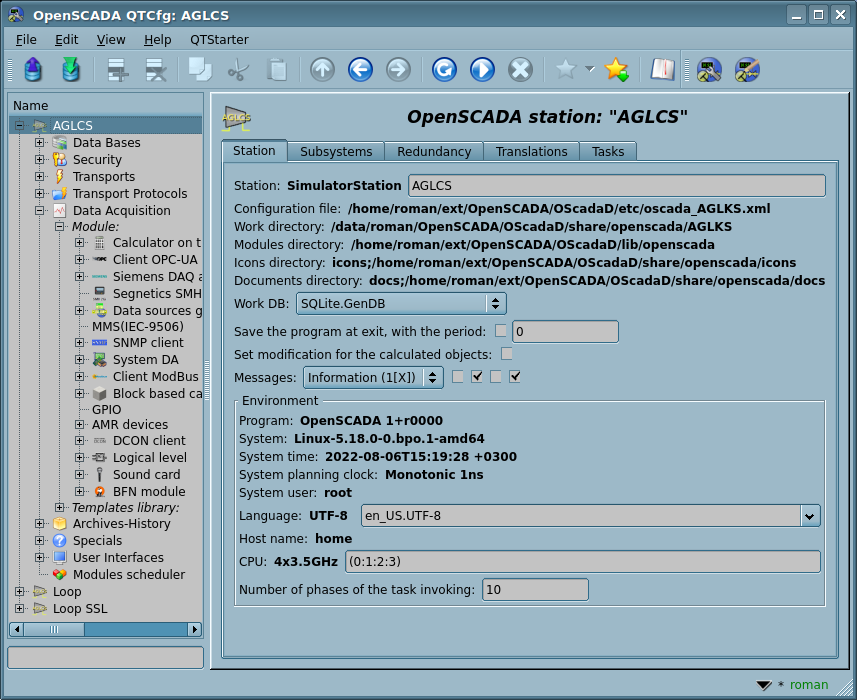 OpenSCADA QTCfg: AGLCS
File Edit View Help QTStarter
Name
AGLCS
Data Bases
Security
Transports
Transport Protocols
Data Acquisition
Module:
Calculator on t
Client OPC-UA
Siemens DAQ a
Segnetics SMH
Data sources g
MMS(IEC-9506)
SNMP client
System DA
Client ModBus
Block based ca
GPIO
AMR devices
DCON client
Logical level
Sound card
BFN module
Templates library:
Archives-History
Specials
User Interfaces
Modules scheduler
Loop
Loop SSL
AGLCS
OpenSCADA station: "AGLCS"
Station Subsystems Redundancy Translations Tasks
Station: SimulatorStation AGLCS
Configuration file: /home/roman/ext/OpenSCADA/OScadaD/etc/oscada_AGLKS.xml
Work directory: /data/roman/OpenSCADA/OScadaD/share/openscada/AGLKS
Modules directory: /home/roman/ext/OpenSCADA/OScadaD/lib/openscada
Icons directory: icons;/home/roman/ext/OpenSCADA/OScadaD/share/openscada/icons
Documents directory: docs;/home/roman/ext/OpenSCADA/OScadaD/share/openscada/docs
Work DB: SQLite.GenDB
Save the program at exit, with the period: 0
Set modification for the calculated objects:
Messages: Information (1[X])
Environment
Program: OpenSCADA 1+r0000
System: Linux-5.18.0-0.bpo.1-amd64
System time: 2022-08-06T15:19:28 +0300
System planning clock: Monotonic 1ns
System user: root
Language: UTF-8 en_US.UTF-8
Host name: home
CPU: 4x3.5GHz (0:1:2:3)
Number of phases of the task invoking: 10
* roman